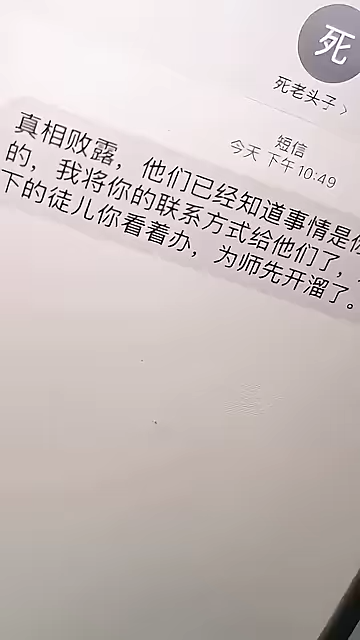 死
死老头子
短信
今天 下午10:49
真相败露，他们已经知道事情是
的，我将你的联系方式给他们了，
下的徒儿你看着办，为师先开溜了。